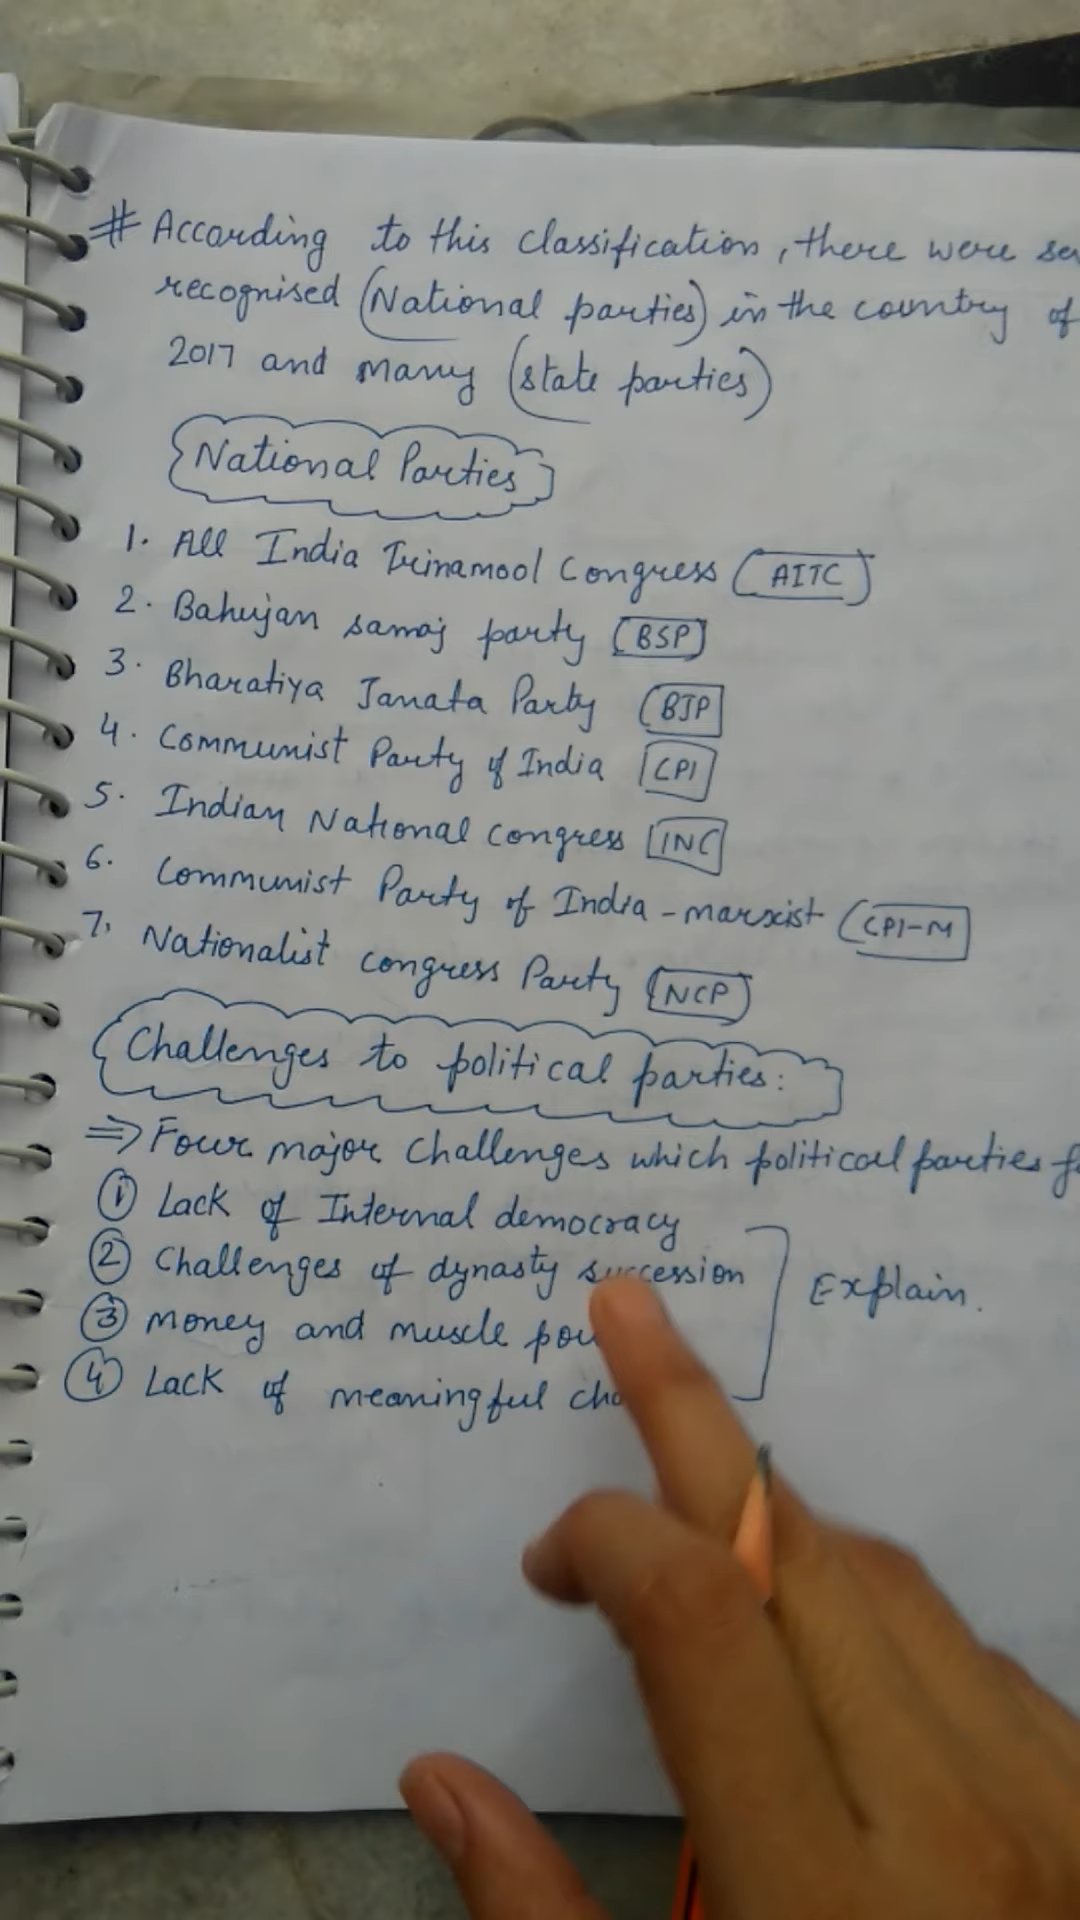 # According to this classification, there were
recognised (National parties) in the country of
2017 and many (state parties)
National Parties
1. All India Trinamool Congress (AITC)
2. Bahujan samaj party [BSP]
3. Bharatiya Janata Party (BJP]
4. Communist Party of India [CPI]
5. Indian National congress [INC]
6. Communist Party of India - marxist (CPI-M]
7. Nationalist congress Party [NCP]
Challenges to political parties:
⇒ Four major challenges which political parties
① Lack of Internal democracy
② Challenges of dynasty succession
③ Money and muscle
④ Lack of meaningful
Explain.